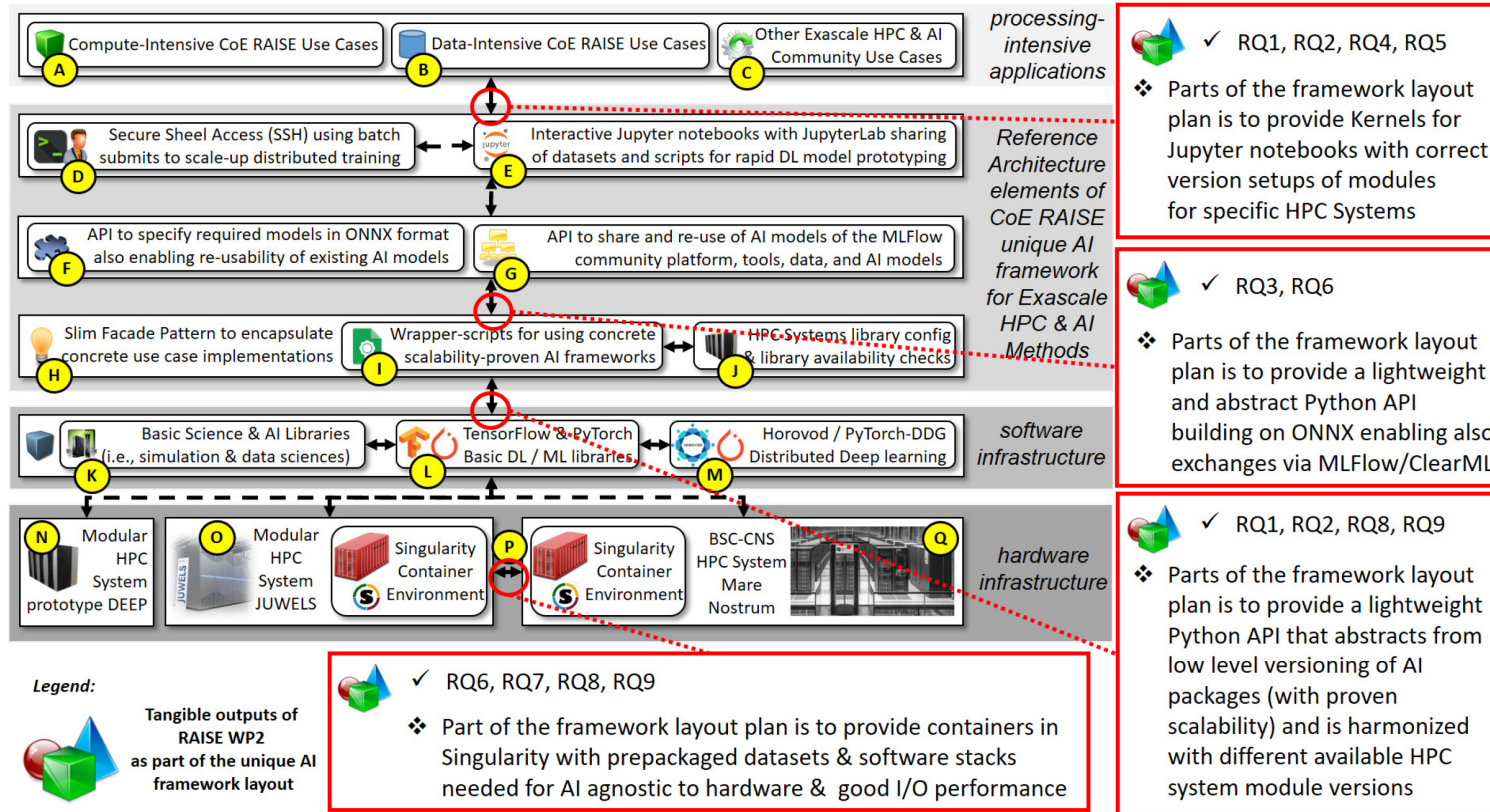 Compute-Intensive CoE RAISE Use Cases
A
Data-Intensive CoE RAISE Use Cases
B
Other Exascale HPC & AI
Community Use Cases
C
processing-
intensive
applications
Secure Sheel Access (SSH) using batch
submits to scale-up distributed training
D
jupyter
Interactive Jupyter notebooks with JupyterLab sharing
of datasets and scripts for rapid DL model prototyping
E
API to specify required models in ONNX format
also enabling re-usability of existing AI models
F
API to share and re-use of AI models of the MLFlow
community platform, tools, data, and AI models
G
Slim Facade Pattern to encapsulate
concrete use case implementations
H
Wrapper-scripts for using concrete
scalability-proven AI frameworks
I
HPC Systems library config
& library availability checks
J
Reference
Architecture
elements of
CoE RAISE
unique AI
framework
for Exascale
HPC & AI
Methods
Basic Science & AI Libraries
(i.e., simulation & data sciences)
K
TensorFlow & PyTorch
Basic DL / ML libraries
L
HOROVOD
Horovod / PyTorch-DDG
Distributed Deep learning
M
software
infrastructure
N
Modular
HPC
System
prototype DEEP
O
JUWELS
Modular
HPC
System
JUWELS
Singularity
Container
Environment
S
P
Singularity
Container
Environment
S
BSC-CNS
HPC System
Mare
Nostrum
Q
hardware
infrastructure
✓ RQ1, RQ2, RQ4, RQ5
❖ Parts of the framework layout
plan is to provide Kernels for
Jupyter notebooks with correct
version setups of modules
for specific HPC Systems
✓ RQ3, RQ6
❖ Parts of the framework layout
plan is to provide a lightweight
and abstract Python API
building on ONNX enabling also
exchanges via MLFlow/ClearML
✓ RQ1, RQ2, RQ8, RQ9
❖ Parts of the framework layout
plan is to provide a lightweight
Python API that abstracts from
low level versioning of AI
packages (with proven
scalability) and is harmonized
with different available HPC
system module versions
Legend:
Tangible outputs of
RAISE WP2
as part of the unique AI
framework layout
✓ RQ6, RQ7, RQ8, RQ9
❖ Part of the framework layout plan is to provide containers in
Singularity with prepackaged datasets & software stacks
needed for AI agnostic to hardware & good I/O performance